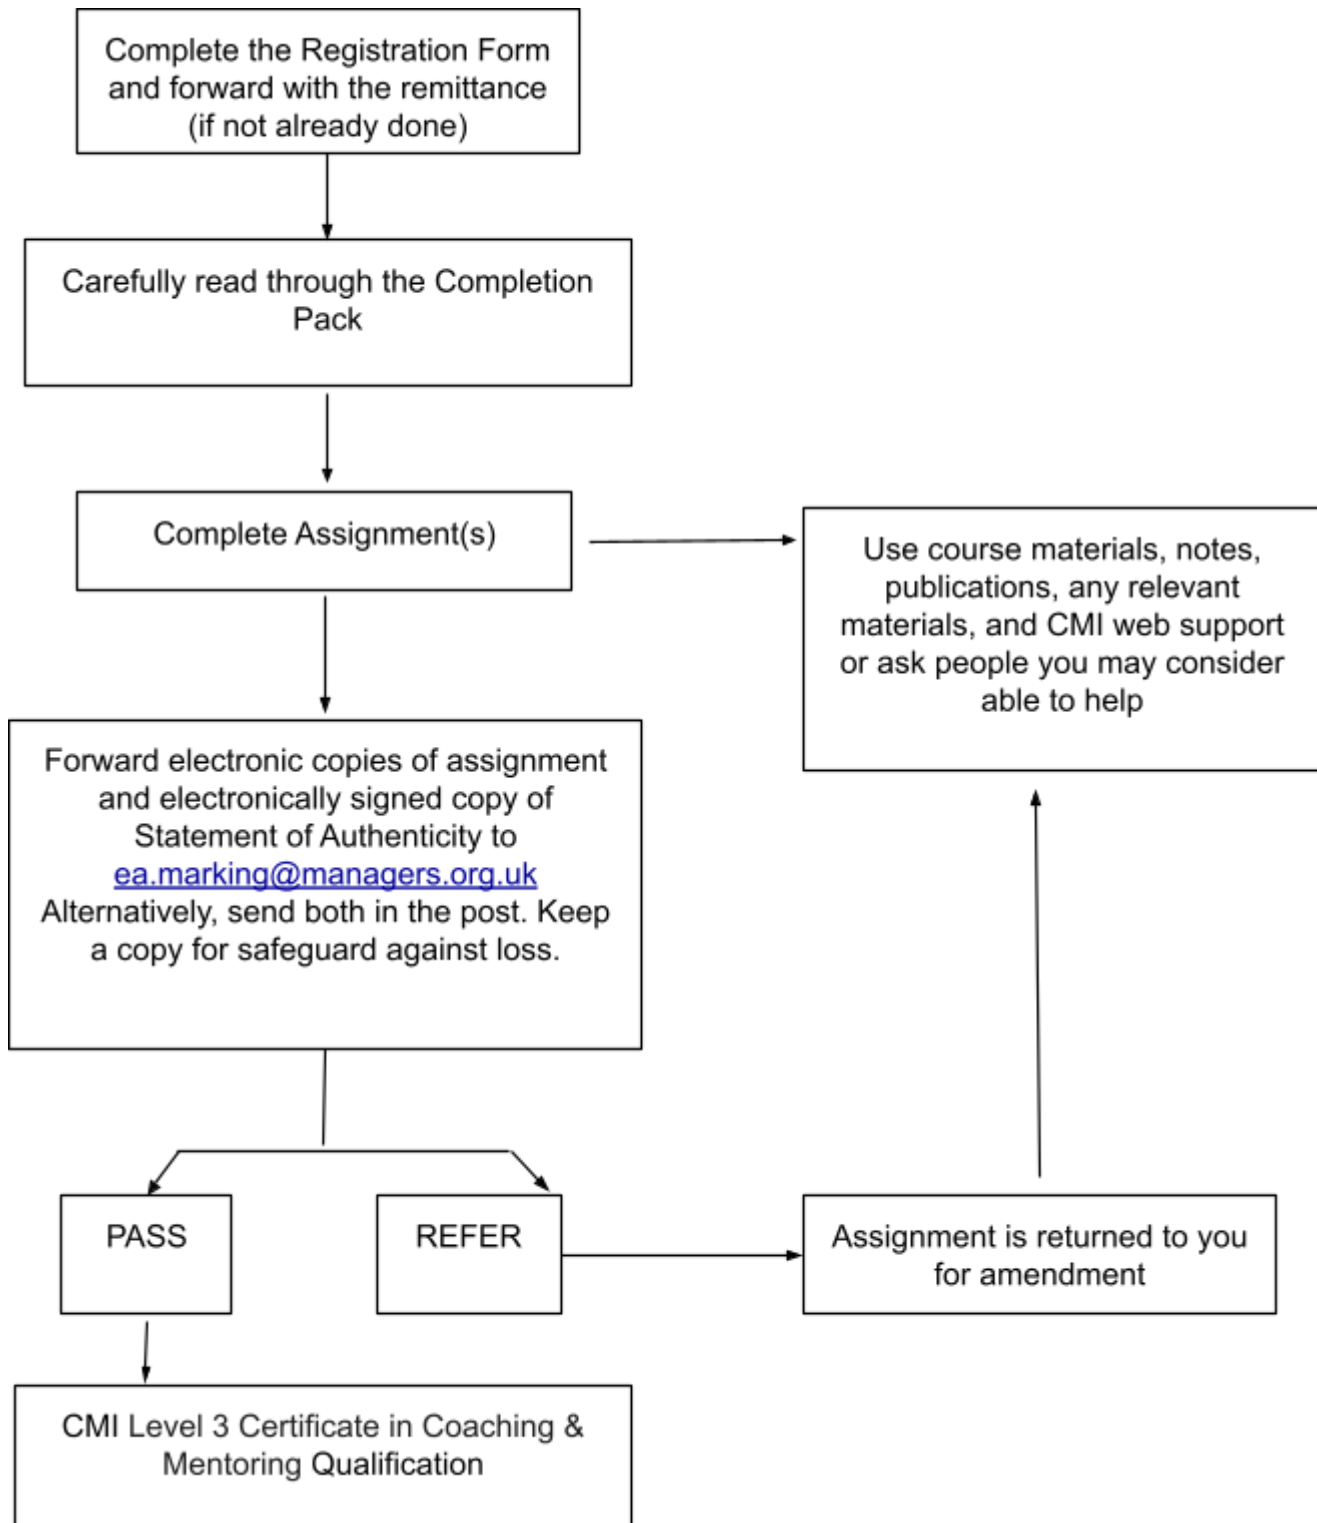 Complete the Registration Form
and forward with the remittance
(if not already done)
Carefully read through the Completion
Pack
Complete Assignment(s)
Use course materials, notes,
publications, any relevant
materials, and CMI web support
or ask people you may consider
able to help
Forward electronic copies of assignment
and electronically signed copy of
Statement of Authenticity to
ea.marking@managers.org.uk
Alternatively, send both in the post. Keep
a copy for safeguard against loss.
PASS
REFER
Assignment is returned to you
for amendment
CMI Level 3 Certificate in Coaching &
Mentoring Qualification